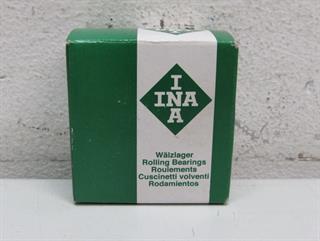 I
INA
A
Wälzlager
Rolling Bearings
Roulements
Cuscinetti volventi
Rodamientos